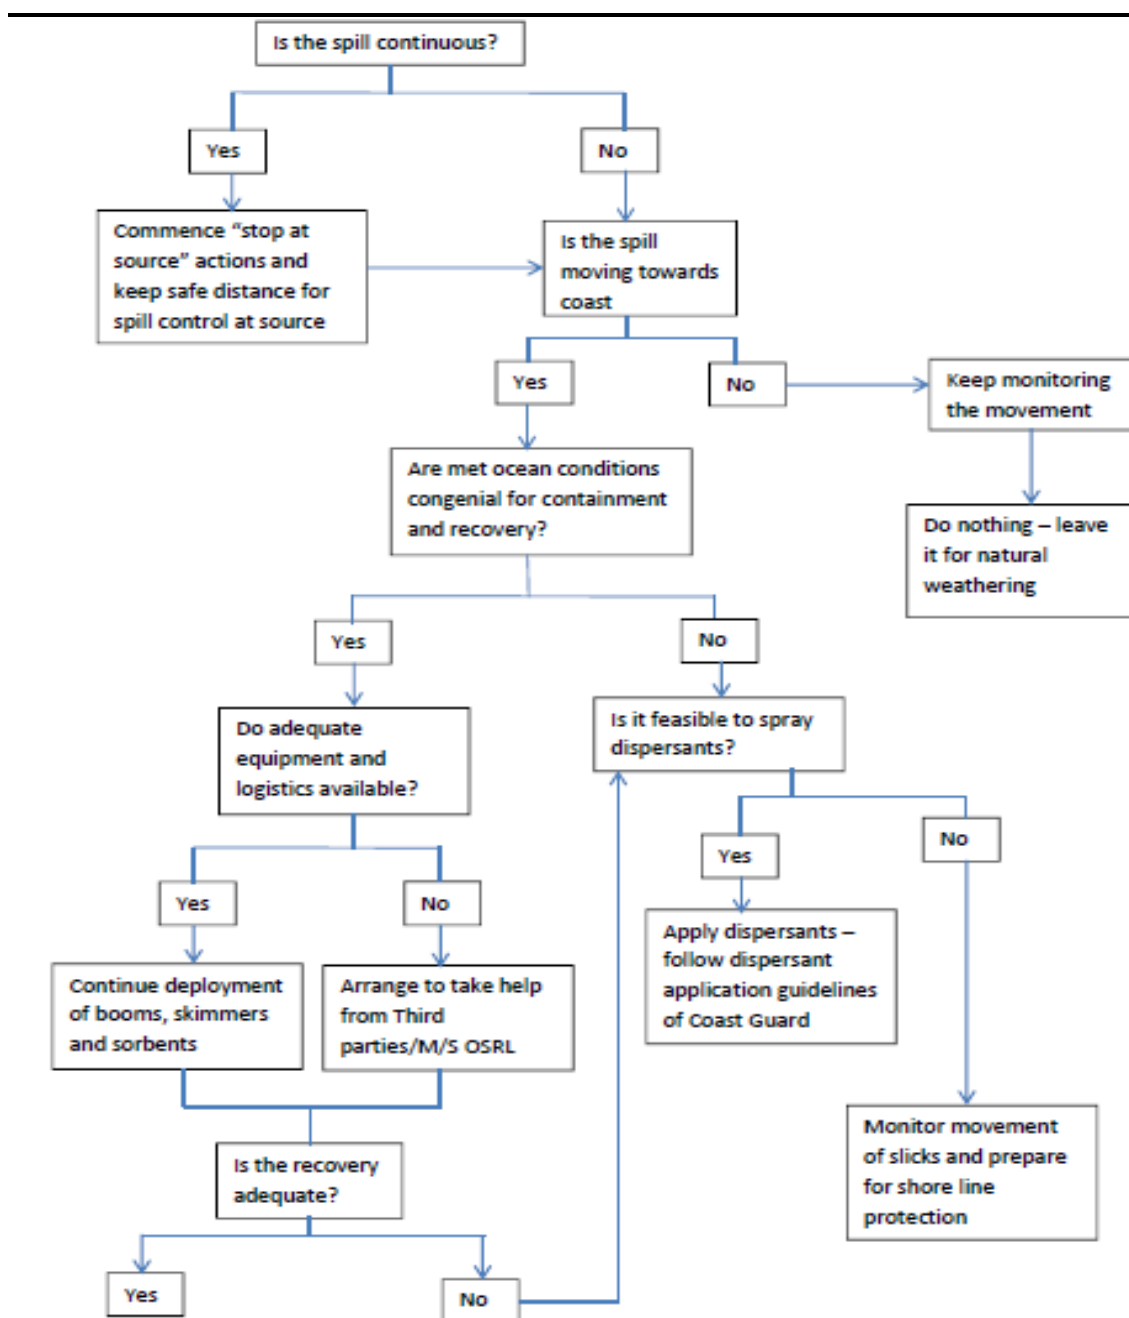 Is the spill continuous?
Yes
No
Commence “stop at
source” actions and
keep safe distance for
spill control at source
Is the spill
moving towards
coast
Yes
No
Keep monitoring
the movement
Are met ocean conditions
congenial for containment
and recovery?
Do nothing – leave
it for natural
weathering
Yes
No
Do adequate
equipment and
logistics available?
Is it feasible to spray
dispersants?
Yes
No
Yes
No
Continue deployment
of booms, skimmers
and sorbents
Arrange to take help
from Third
parties/M/S OSRL
Apply dispersants –
follow dispersant
application guidelines
of Coast Guard
Monitor movement
of slicks and prepare
for shore line
protection
Is the recovery
adequate?
Yes
No